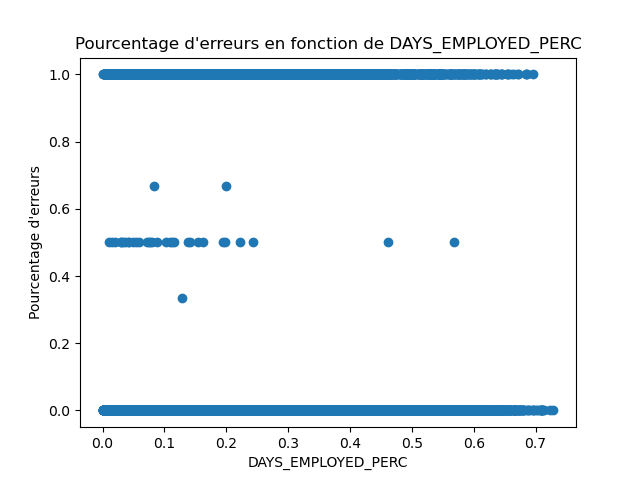 Pourcentage d'erreurs en fonction de DAYS_EMPLOYED_PERC
1.0
0.8
0.6
0.4
0.2
0.0
Pourcentage d'erreurs
0.0 0.1 0.2 0.3 0.4 0.5 0.6 0.7
DAYS_EMPLOYED_PERC